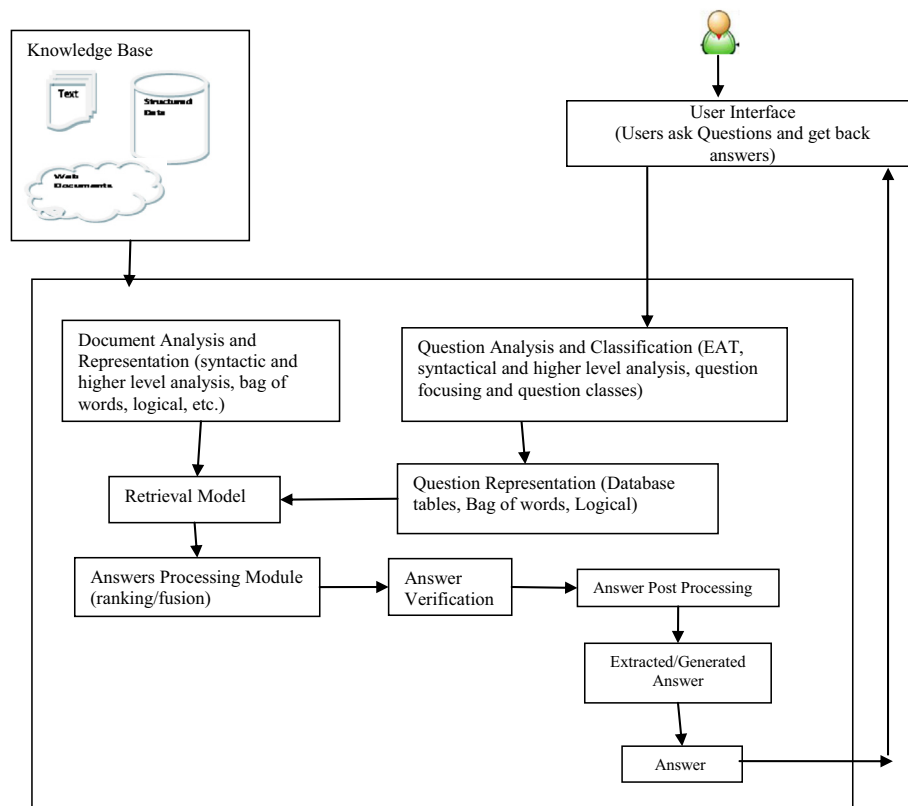 Knowledge Base
Text
Structured
Data
Web
Documents
User Interface
(Users ask Questions and get back
answers)
Document Analysis and
Representation (syntactic and
higher level analysis, bag of
words, logical, etc.)
Question Analysis and Classification (EAT,
syntactical and higher level analysis, question
focusing and question classes)
Retrieval Model
Question Representation (Database
tables, Bag of words, Logical)
Answers Processing Module
(ranking/fusion)
Answer
Verification
Answer Post Processing
Extracted/Generated
Answer
Answer